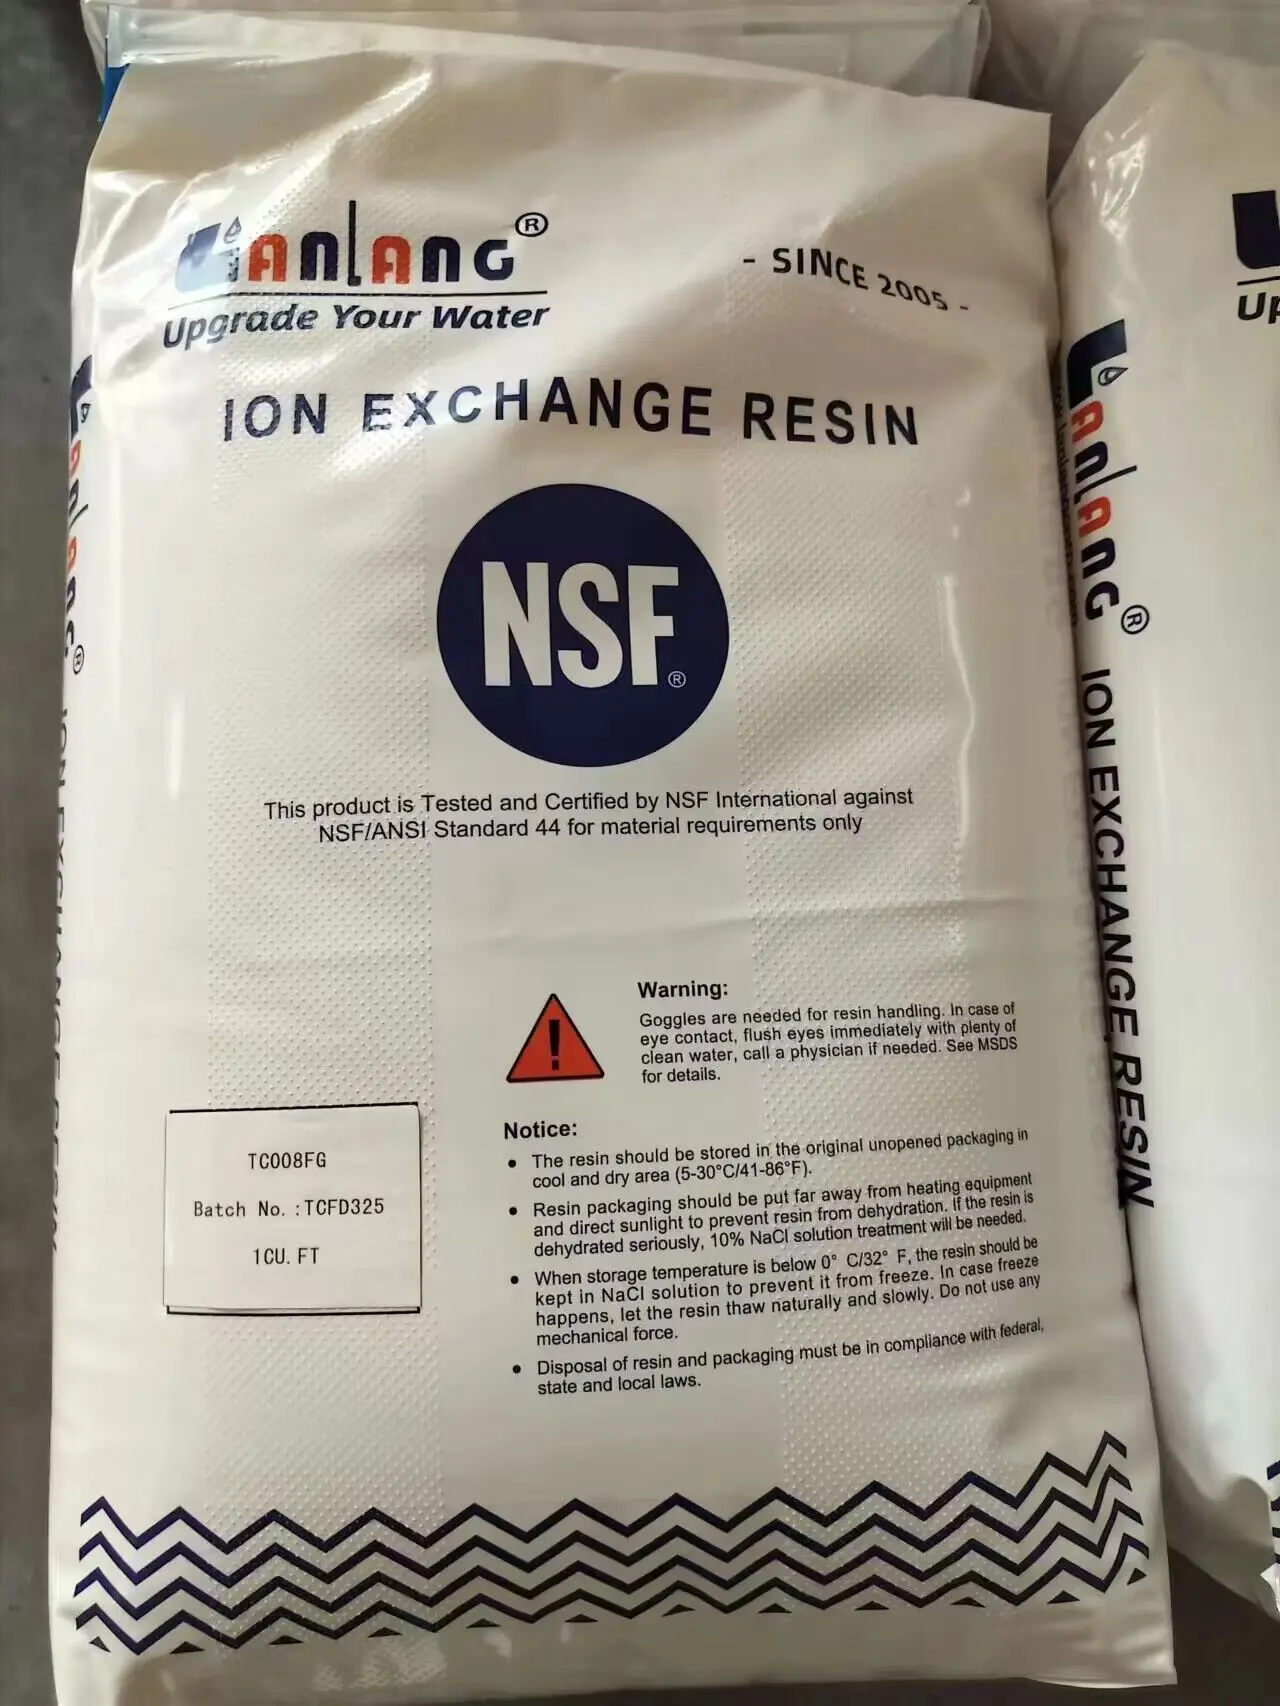 LANLANG®
Upgrade Your Water
- SINCE 2005 -
ION EXCHANGE RESIN
NSF®
This product is Tested and Certified by NSF International against
NSF/ANSI Standard 44 for material requirements only
Warning:
Goggles are needed for resin handling. In case of
eye contact, flush eyes immediately with plenty of
clean water, call a physician if needed. See MSDS
for details.
TC008FG
Batch No.:TCFD325
1CU. FT
Notice:
• The resin should be stored in the original unopened packaging in
cool and dry area (5-30°C/41-86°F).
• Resin packaging should be put far away from heating equipment
and direct sunlight to prevent resin from dehydration. If the resin is
dehydrated seriously, 10% NaCl solution treatment will be needed.
• When storage temperature is below 0° C/32° F, the resin should be
kept in NaCl solution to prevent it from freeze. In case freeze
happens, let the resin thaw naturally and slowly. Do not use any
mechanical force.
• Disposal of resin and packaging must be in compliance with federal,
state and local laws.
LANLANG®
ION EXCHANGE RESIN
LANLANG® ION EXCHANGE RESIN
Up